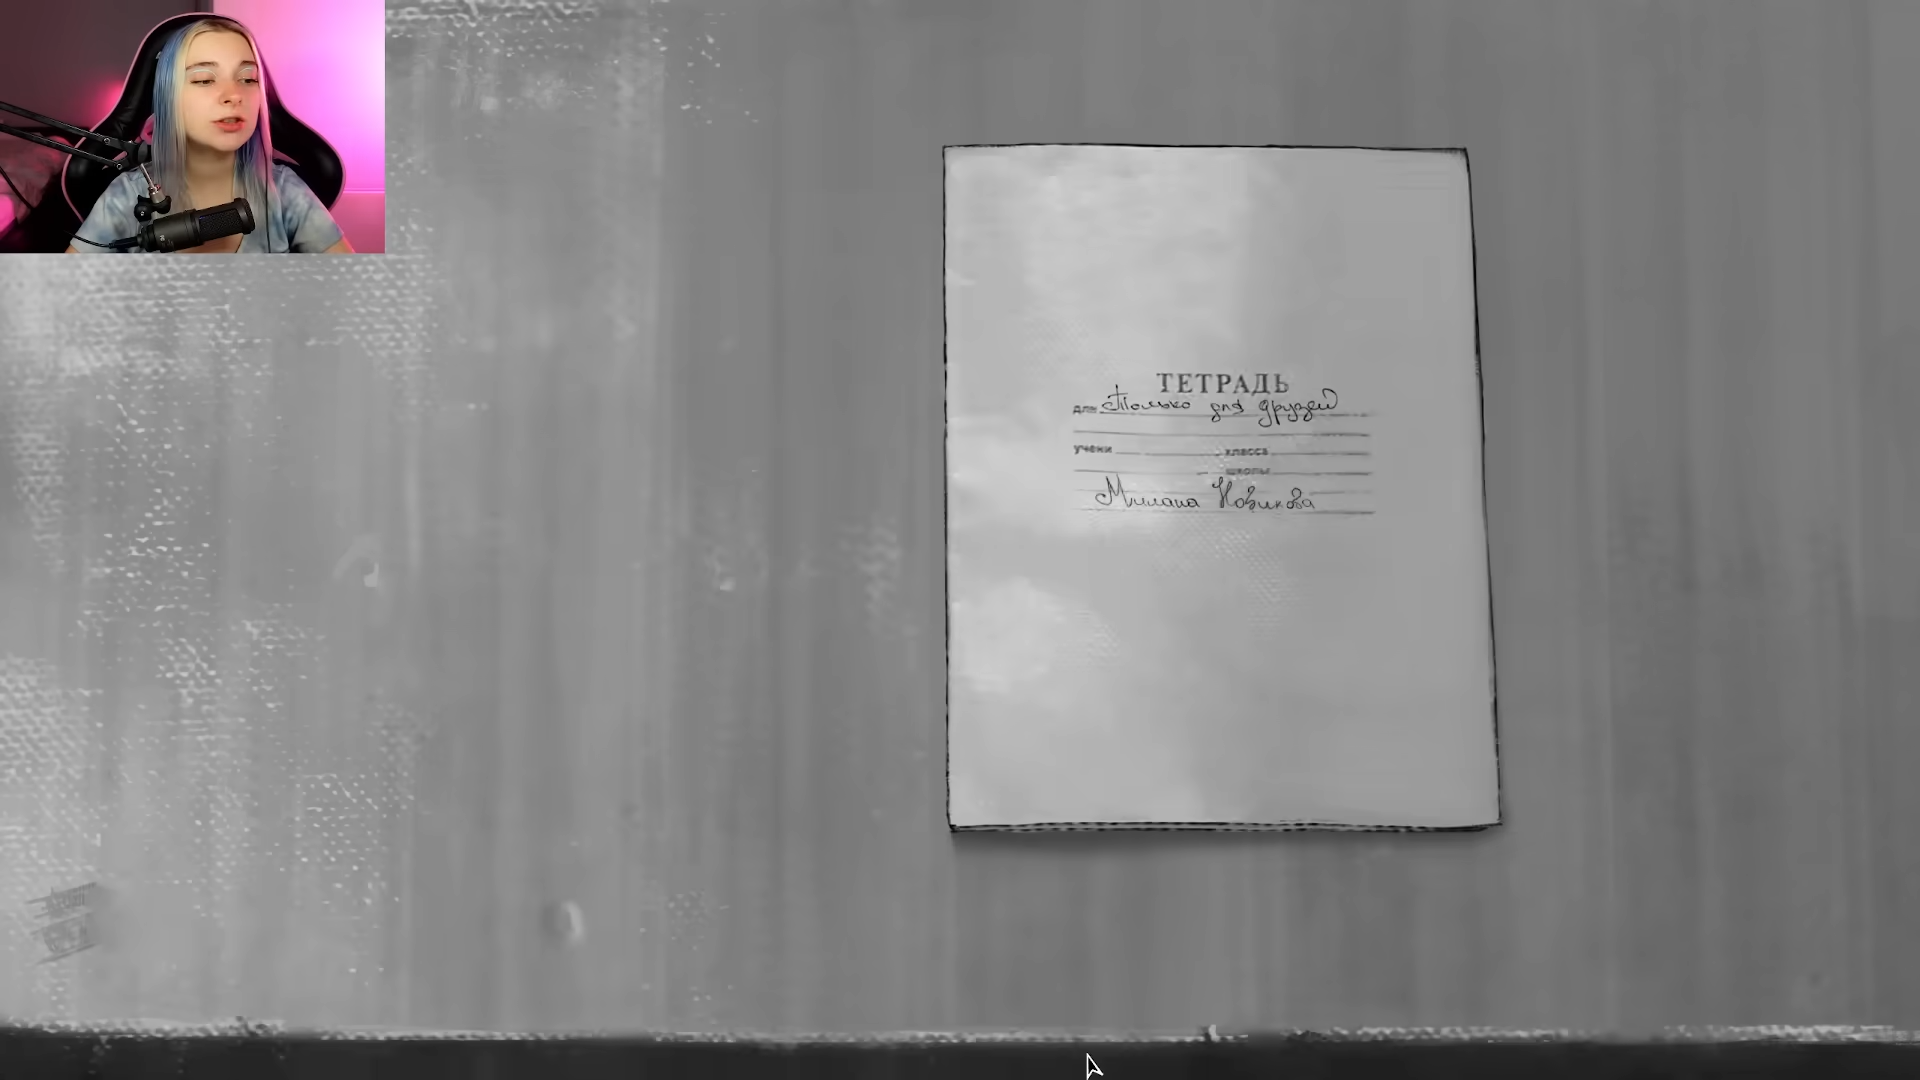 ТЕТРАДЬ
для Только для друзей
учени класса
школы
Милана Новикова